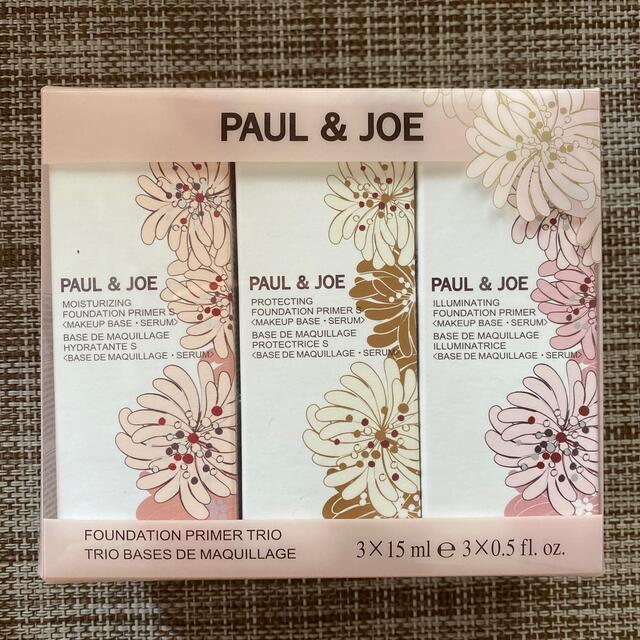 PAUL & JOE
PAUL & JOE
MOISTURIZING
FOUNDATION PRIMER S
<MAKEUP BASE・SERUM>
BASE DE MAQUILLAGE
HYDRATANTE S
<BASE DE MAQUILLAGE・SERUM>
PAUL & JOE
PROTECTING
FOUNDATION PRIMER S
<MAKEUP BASE・SERUM>
BASE DE MAQUILLAGE
PROTECTRICE S
<BASE DE MAQUILLAGE・SERUM>
PAUL & JOE
ILLUMINATING
FOUNDATION PRIMER
<MAKEUP BASE・SERUM>
BASE DE MAQUILLAGE
ILLUMINATRICE
<BASE DE MAQUILLAGE・SERUM>
FOUNDATION PRIMER TRIO
TRIO BASES DE MAQUILLAGE
3×15 ml ℮ 3×0.5 fl. oz.